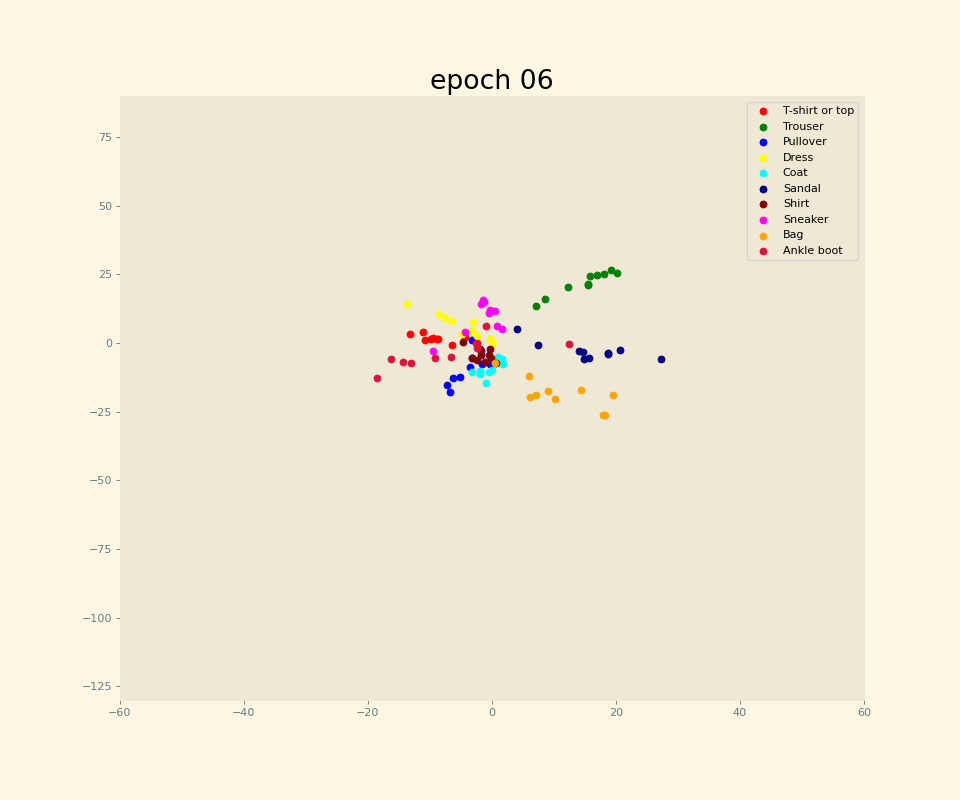 epoch 06
T-shirt or top
Trouser
Pullover
Dress
Coat
Sandal
Shirt
Sneaker
Bag
Ankle boot
75
50
25
0
−25
−50
−75
−100
−125
−60 −40 −20 0 20 40 60